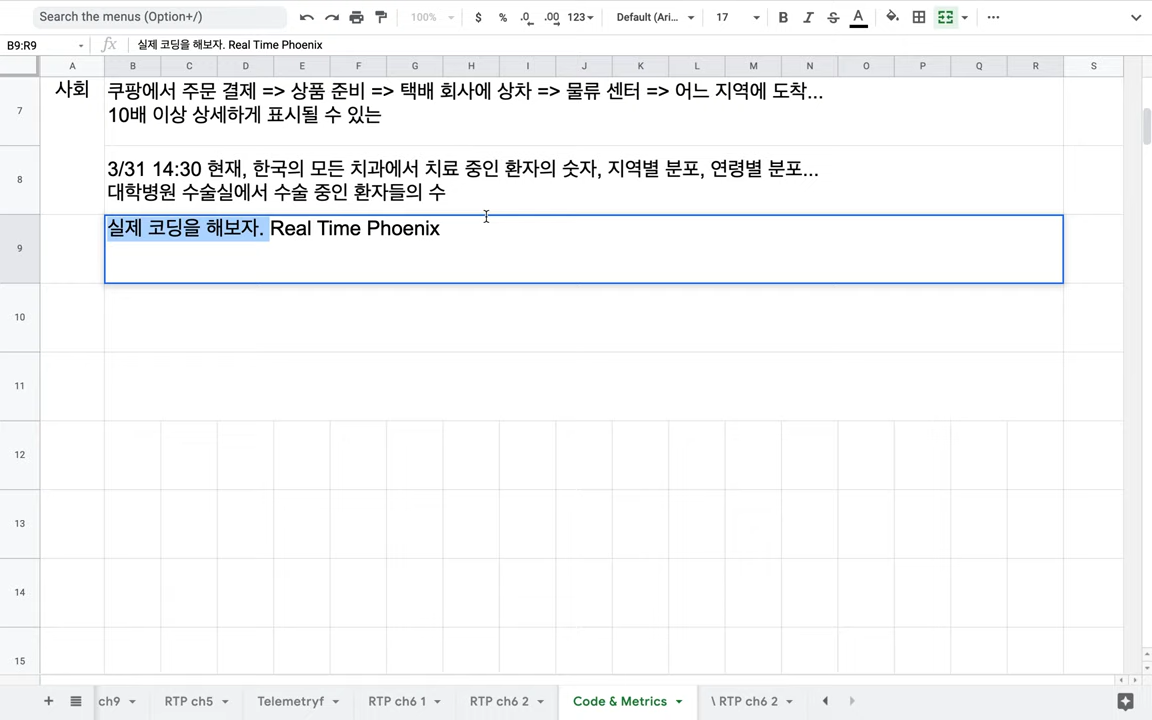 Search the menus (Option+/)
100%
$ % .0 .00 123
Default (Ari...
17
B I S A
B9:R9
fx
실제 코딩을 해보자. Real Time Phoenix
A B C D E F G H I J K L M N O P Q R S
7
사회
쿠팡에서 주문 결제 => 상품 준비 => 택배 회사에 상차 => 물류 센터 => 어느 지역에 도착...
10배 이상 상세하게 표시될 수 있는
8
3/31 14:30 현재, 한국의 모든 치과에서 치료 중인 환자의 숫자, 지역별 분포, 연령별 분포...
대학병원 수술실에서 수술 중인 환자들의 수
9
실제 코딩을 해보자. Real Time Phoenix
10
11
12
13
14
15
ch9
RTP ch5
Telemetryf
RTP ch6 1
RTP ch6 2
Code & Metrics
\ RTP ch6 2